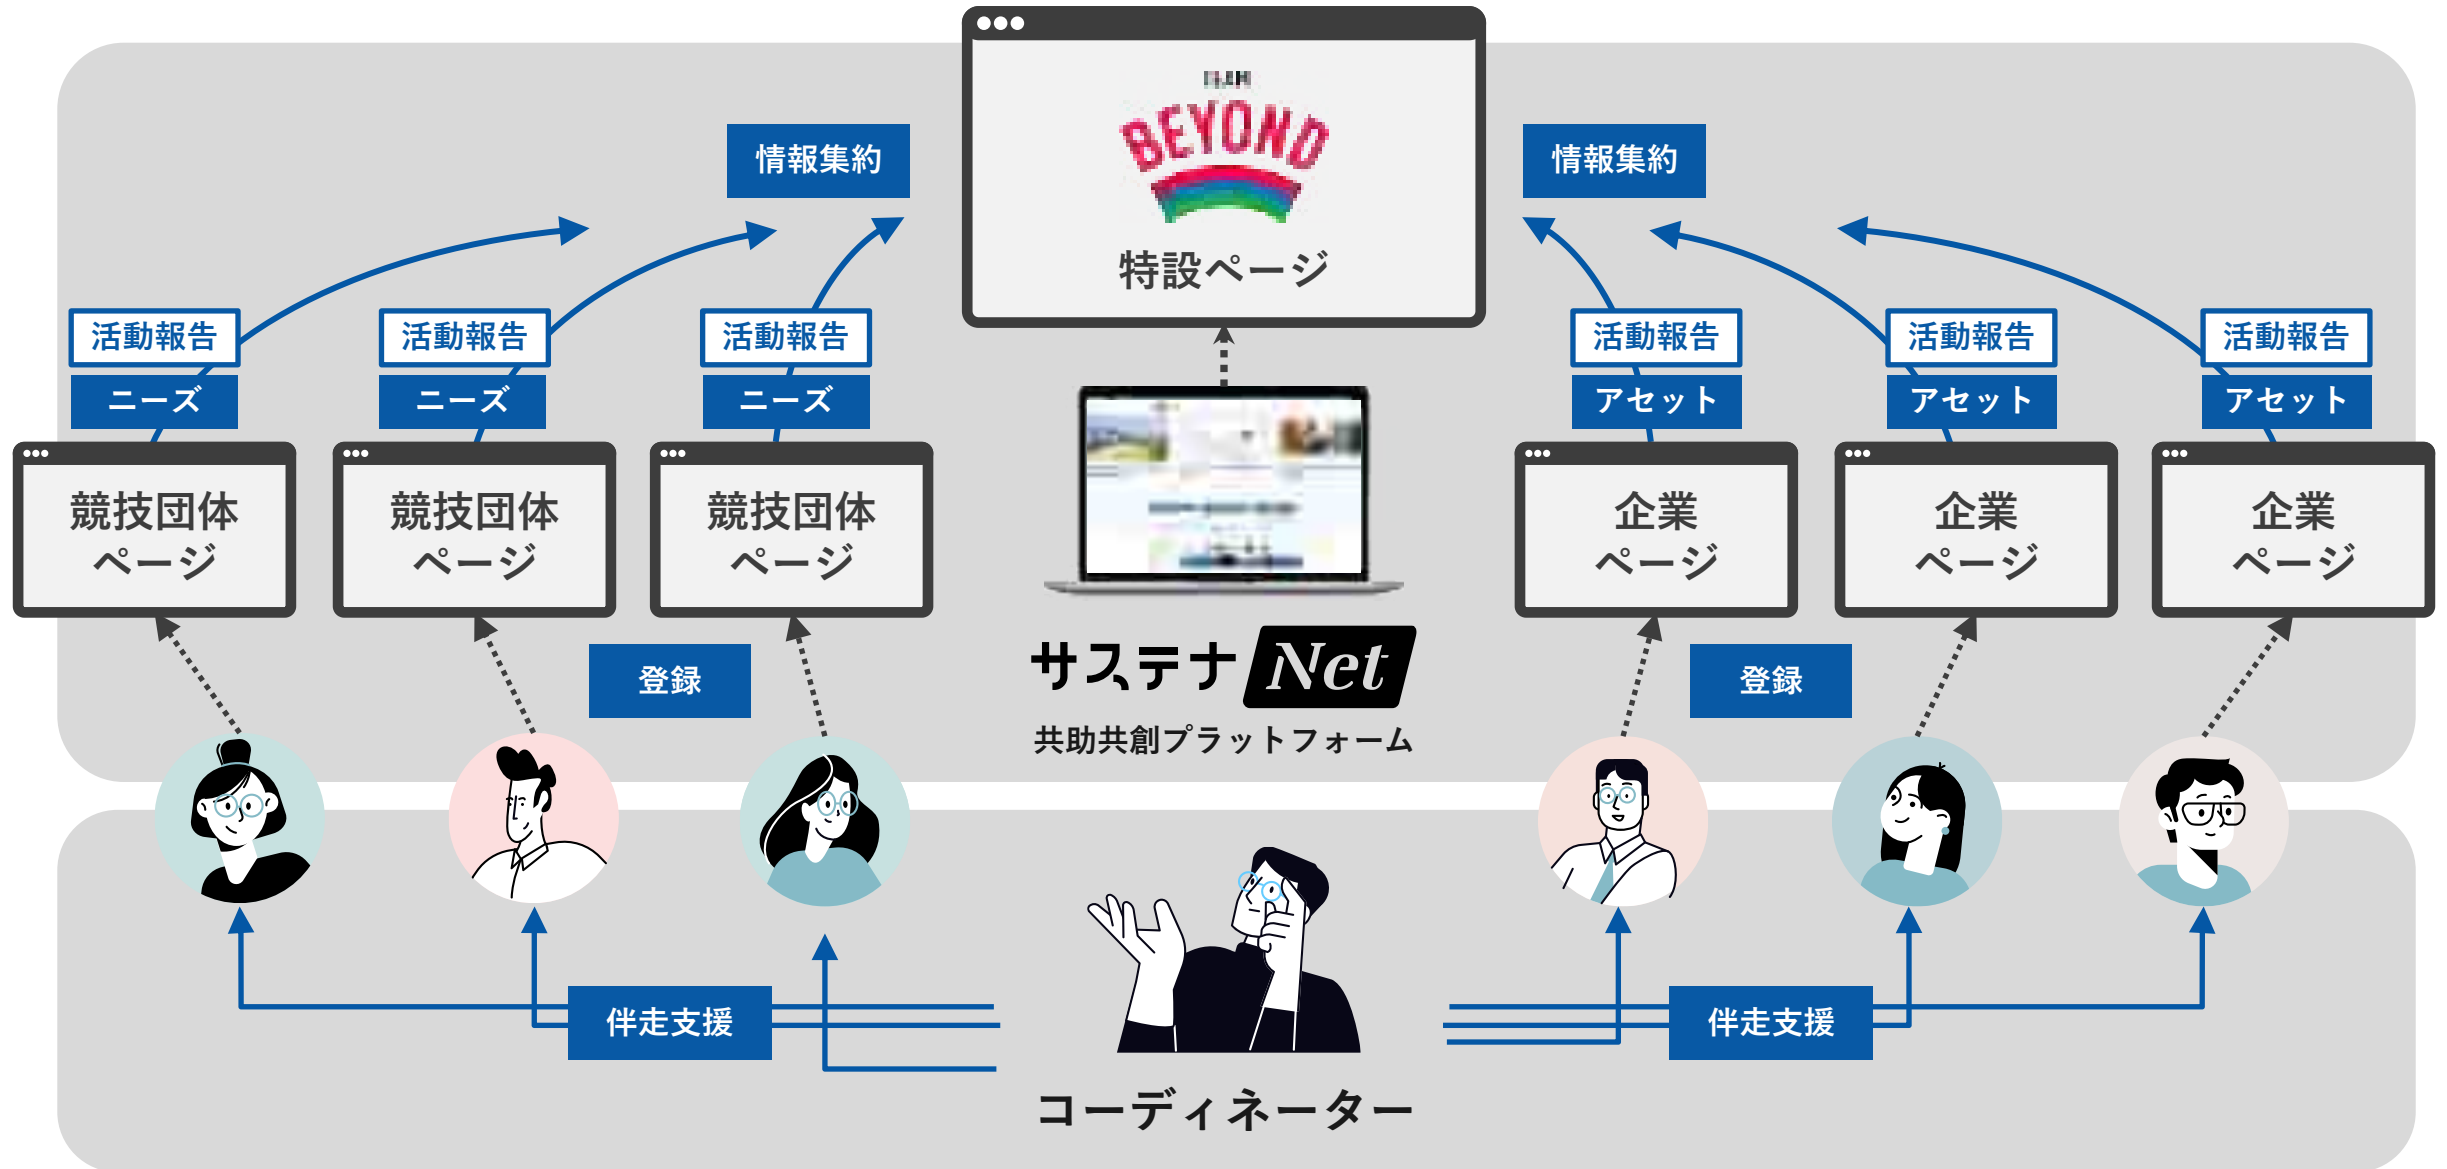 BEYOND
特設ページ
情報集約
情報集約
活動報告
ニーズ
活動報告
ニーズ
活動報告
ニーズ
活動報告
アセット
活動報告
アセット
活動報告
アセット
競技団体
ページ
競技団体
ページ
競技団体
ページ
企業
ページ
企業
ページ
企業
ページ
登録
サステナNet
共助共創プラットフォーム
登録
伴走支援
伴走支援
コーディネーター